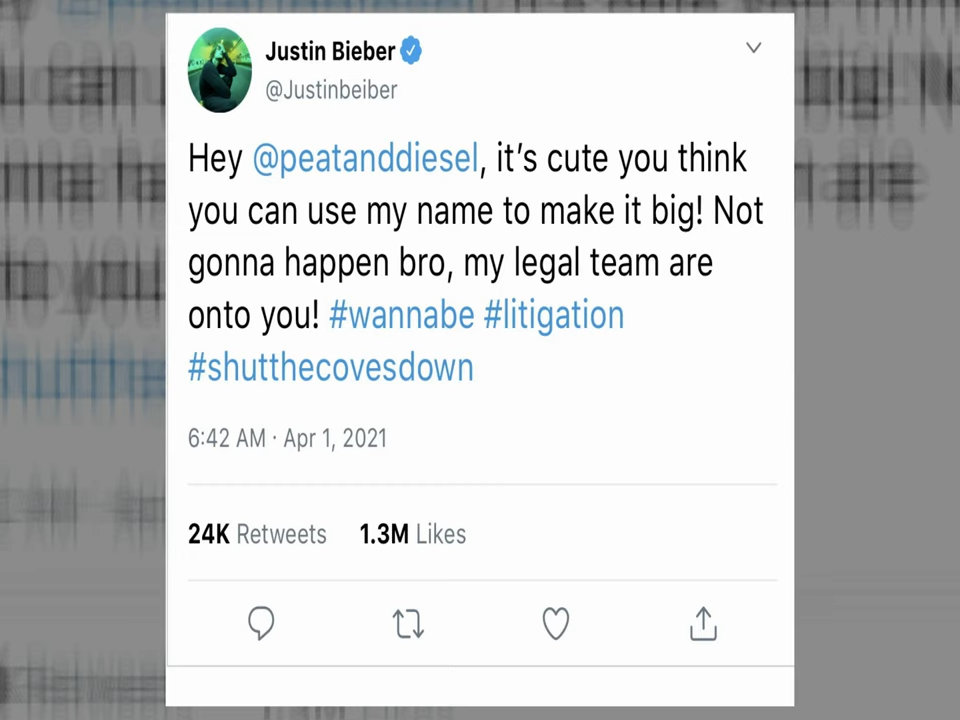 Justin Bieber
@Justinbeiber
Hey @peatanddiesel, it's cute you think
you can use my name to make it big! Not
gonna happen bro, my legal team are
onto you! #wannabe #litigation
#shutthecovesdown
6:42 AM · Apr 1, 2021
24K Retweets 1.3M Likes